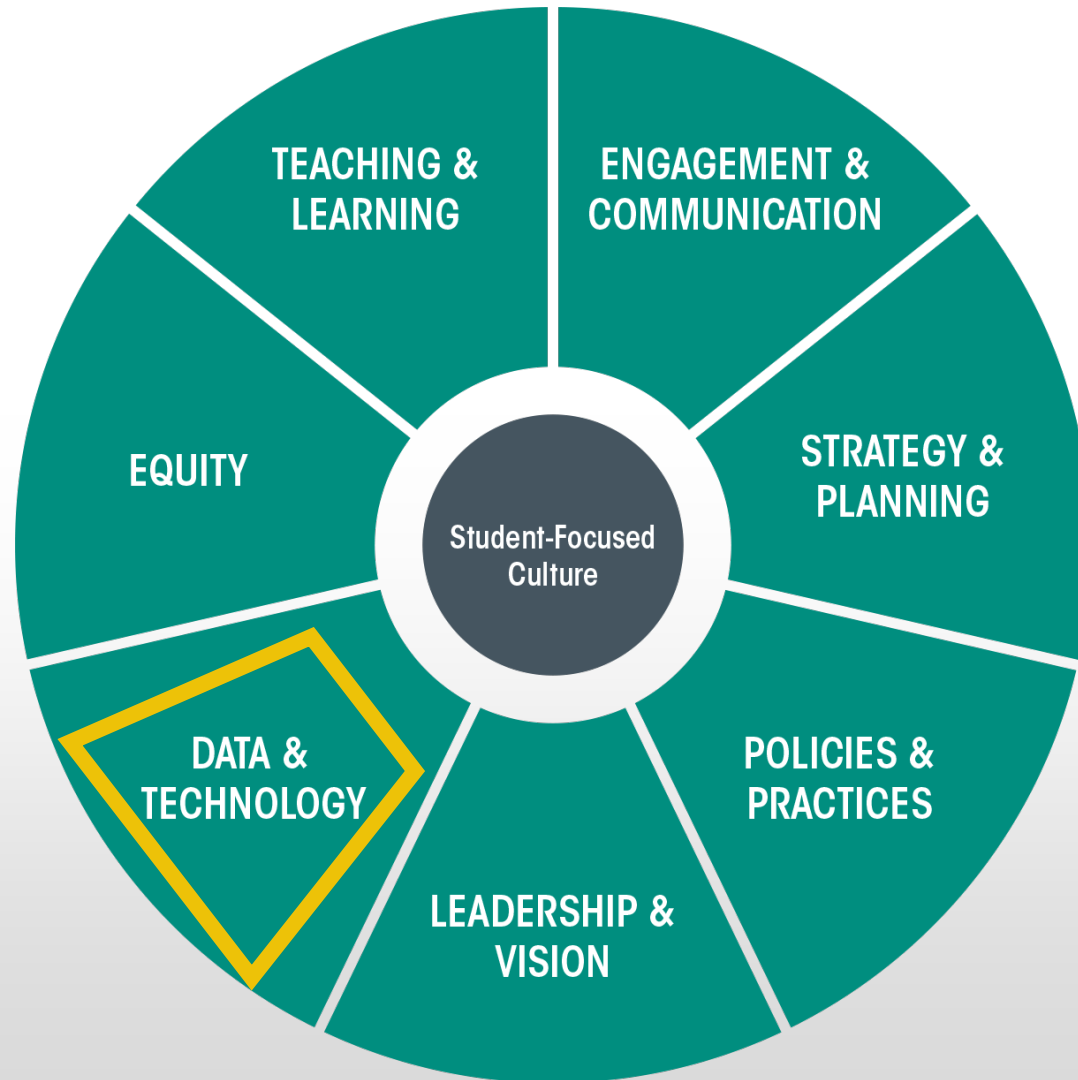 TEACHING &
LEARNING
ENGAGEMENT &
COMMUNICATION
EQUITY
STRATEGY &
PLANNING
Student-Focused
Culture
DATA &
TECHNOLOGY
POLICIES &
PRACTICES
LEADERSHIP &
VISION